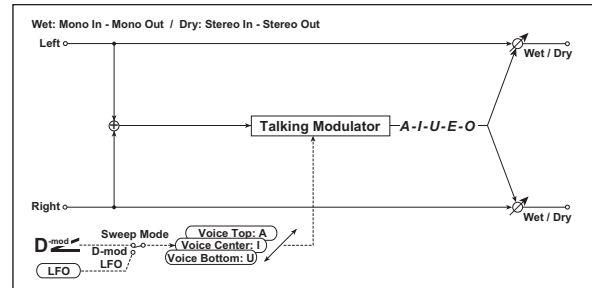 Wet: Mono In - Mono Out / Dry: Stereo In - Stereo Out
Left
Wet / Dry
Talking Modulator
A-I-U-E-O
Right
Wet / Dry
Sweep Mode
Voice Top: A
D-mod
D-mod
Voice Center: I
LFO
Voice Bottom: U
LFO